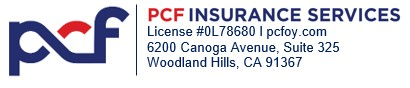 pcf
PCF INSURANCE SERVICES
License #0L78680 l pcfoy.com
6200 Canoga Avenue, Suite 325
Woodland Hills, CA 91367